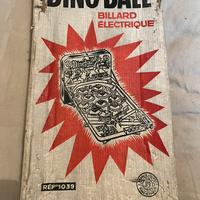 DINO BALL
BILLARD
ÉLECTRIQUE
RÉF N° 1039